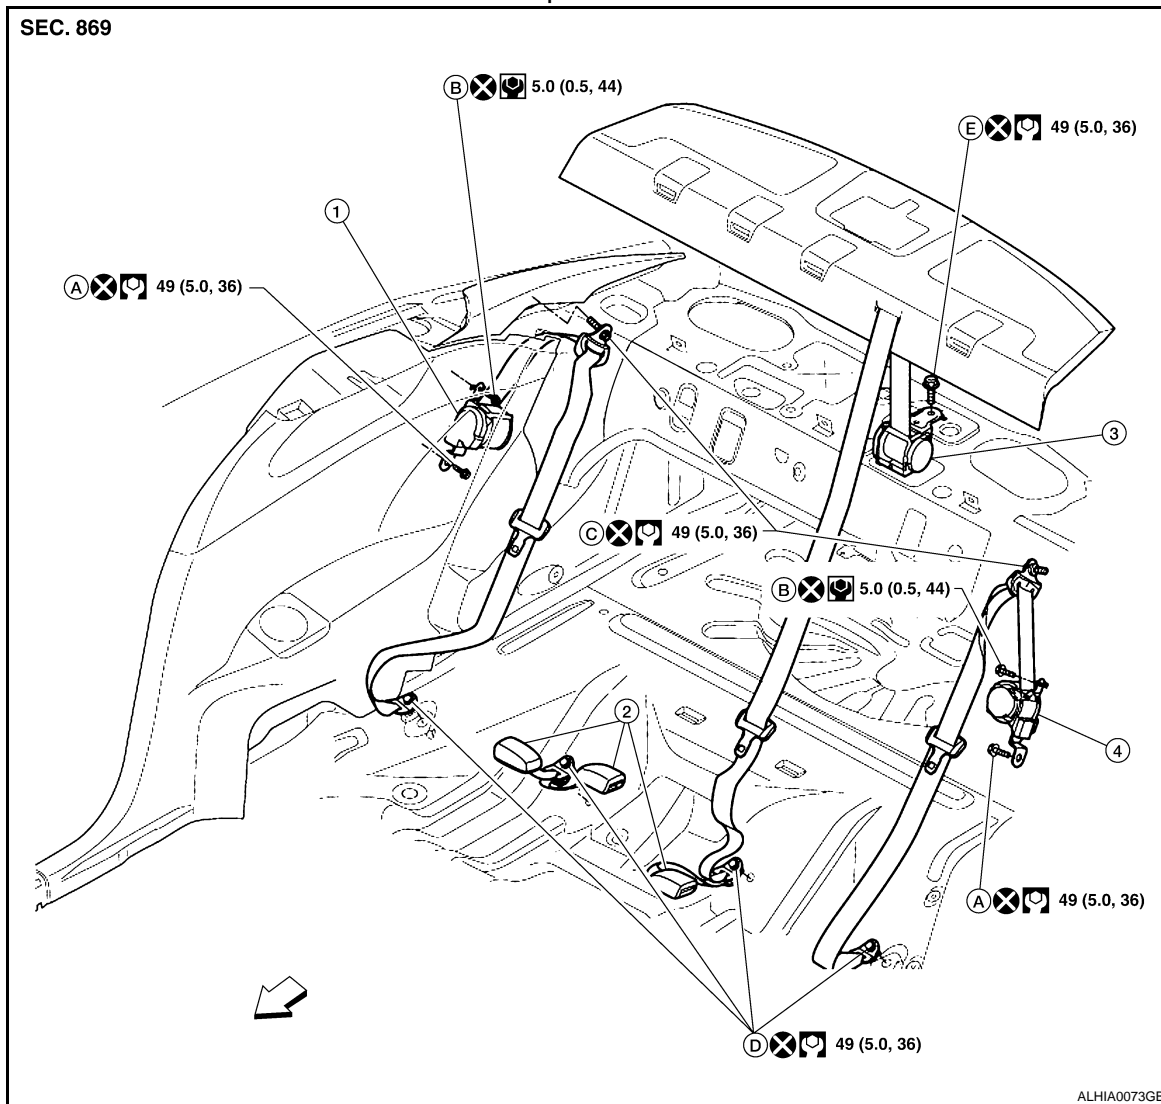 SEC. 869
B 5.0 (0.5, 44)
E 49 (5.0, 36)
1
A 49 (5.0, 36)
3
C 49 (5.0, 36)
B 5.0 (0.5, 44)
2
4
A 49 (5.0, 36)
D 49 (5.0, 36)